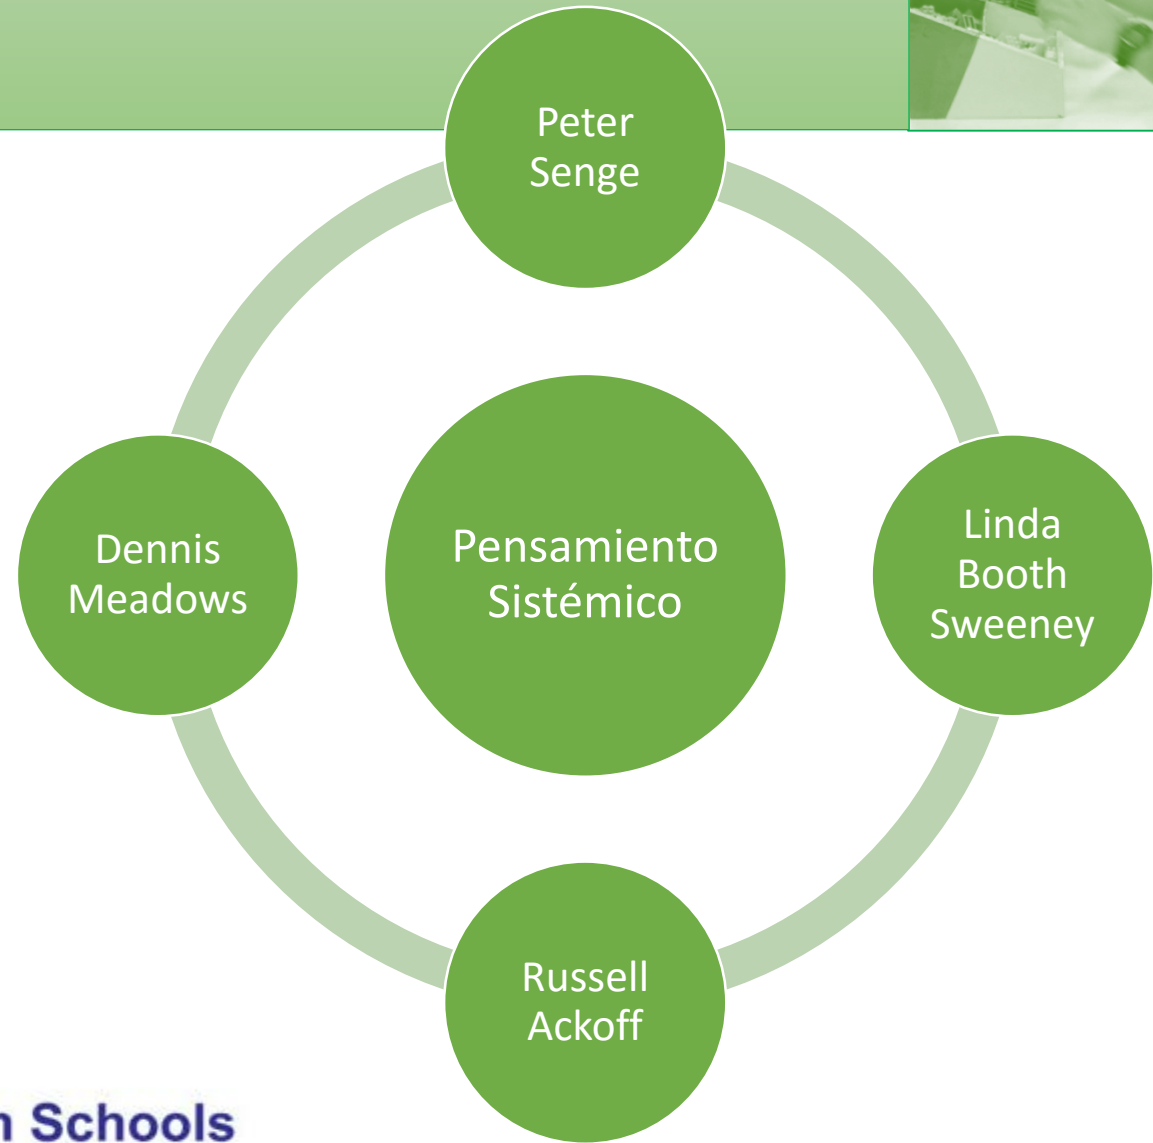 Peter
Senge
Dennis
Meadows
Pensamiento
Sistémico
Linda
Booth
Sweeney
Russell
Ackoff
Schools